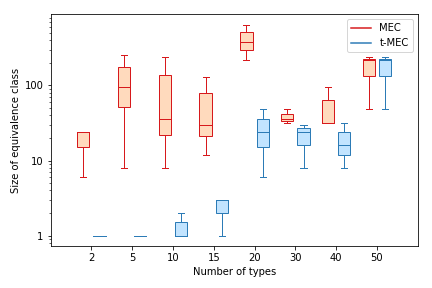 MEC
t-MEC
Size of equivalence class
100
10
1
2 5 10 15 20 30 40 50
Number of types